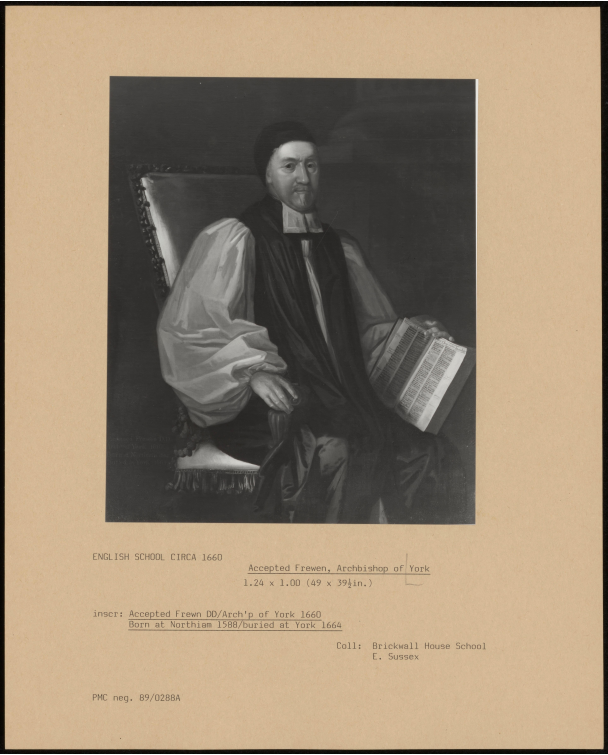 ENGLISH SCHOOL CIRCA 1660
Accepted Frewen, Archbishop of York
1.24 x 1.00 (49 x 39½in.)
inscr: Accepted Frewn DD/Arch'p of York 1660
Born at Northiam 1588/buried at York 1664
Coll: Brickwall House School
E. Sussex
PMC neg. 89/0288A